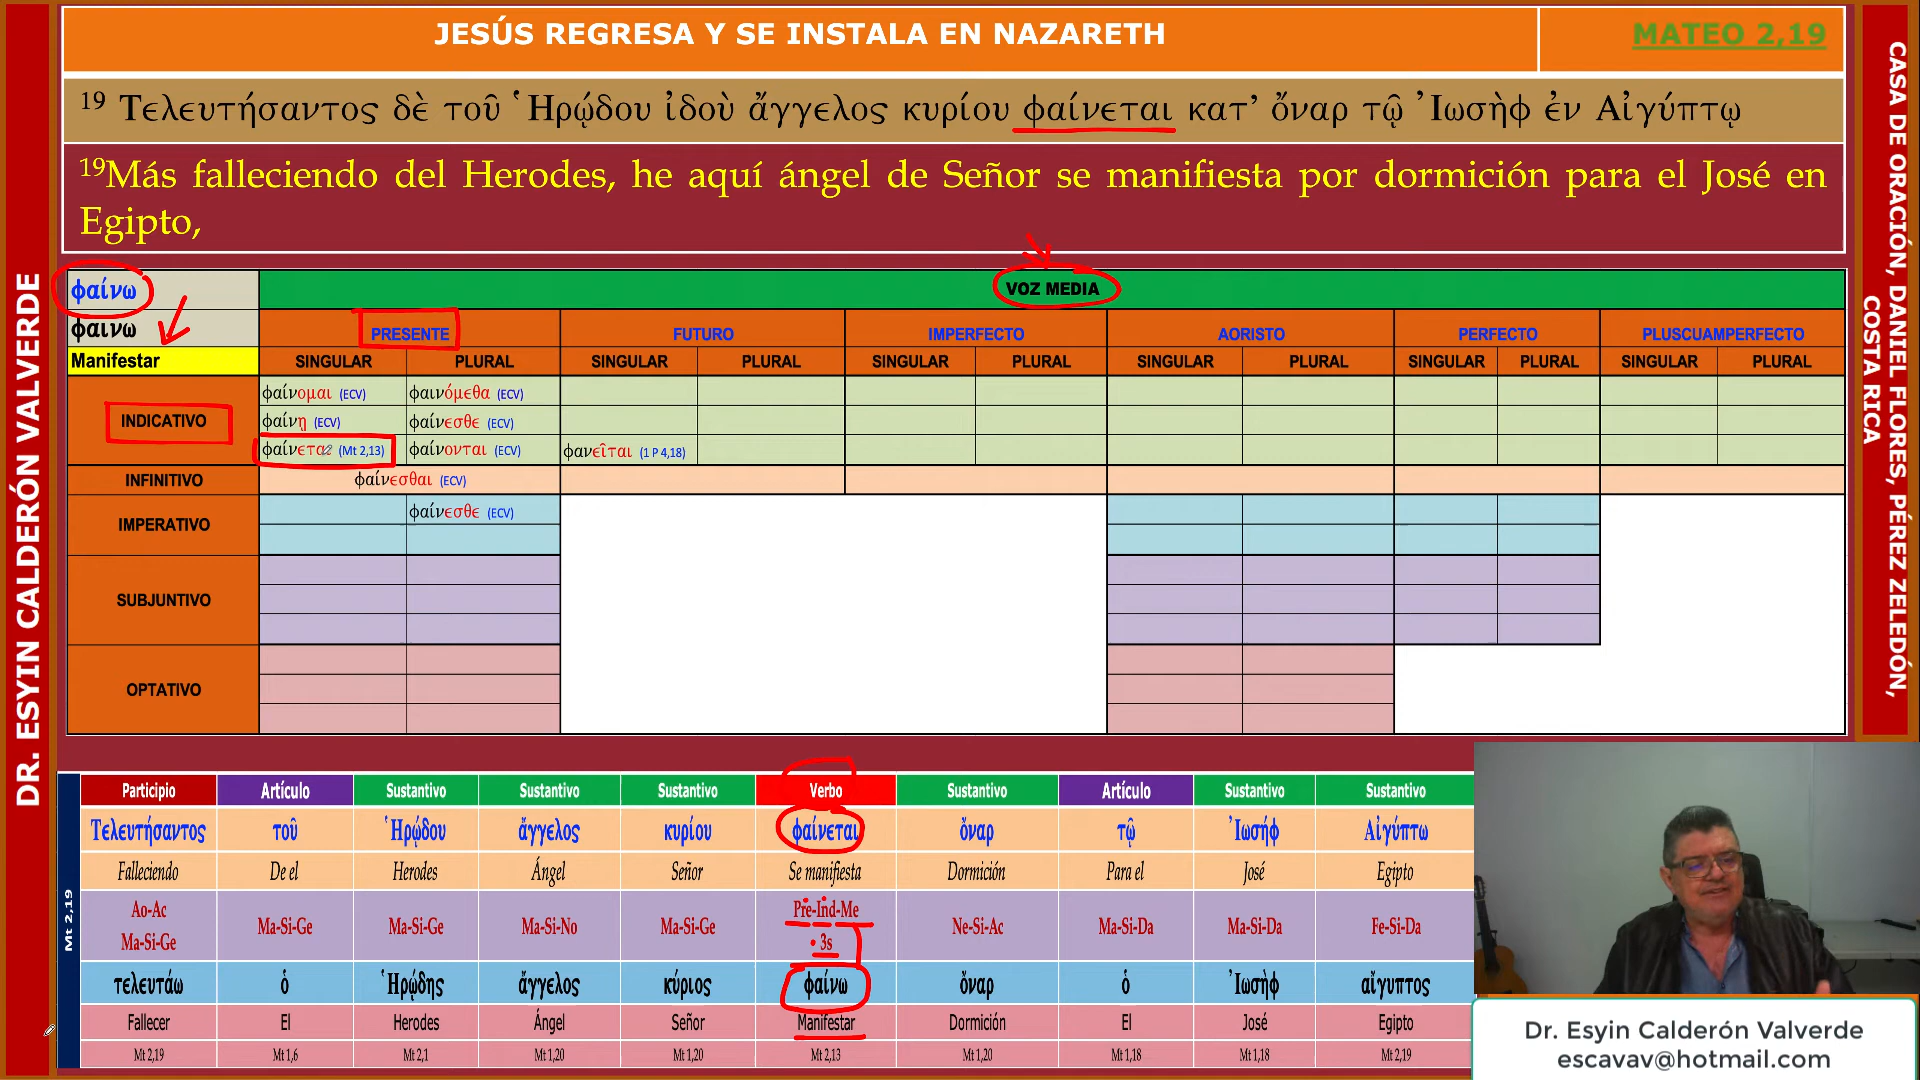 JESÚS REGRESA Y SE INSTALA EN NAZARETH
MATEO 2,19
19 Τελευτήσαντος δὲ τοῦ Ἡρῴδου ἰδοὺ ἄγγελος κυρίου φαίνεται κατ’ ὄναρ τῷ Ἰωσὴφ ἐν Αἰγύπτῳ
19Más falleciendo del Herodes, he aquí ángel de Señor se manifiesta por dormición para el José en
Egipto,
φαίνω VOZ MEDIA
φαινω PRESENTE FUTURO IMPERFECTO AORISTO PERFECTO PLUSCUAMPERFECTO
Manifestar SINGULAR PLURAL SINGULAR PLURAL SINGULAR PLURAL SINGULAR PLURAL SINGULAR PLURAL SINGULAR PLURAL
INDICATIVO
φαίνομαι (ECV) φαινόμεθα (ECV)
φαίνῃ (ECV) φαίνεσθε (ECV)
φαίνεται (Mt 2,13) φαίνονται (ECV) φανεῖται (1 P 4,18)
INFINITIVO φαίνεσθαι (ECV)
IMPERATIVO φαίνεσθε (ECV)
SUBJUNTIVO
OPTATIVO
Mt 2,19
Participio Artículo Sustantivo Sustantivo Sustantivo Verbo Sustantivo Artículo Sustantivo Sustantivo
Τελευτήσαντος τοῦ Ἡρῴδου ἄγγελος κυρίου φαίνεται ὄναρ τῷ Ἰωσήφ Αἰγύπτω
Falleciendo De el Herodes Ángel Señor Se manifiesta Dormición Para el José Egipto
Ao-Ac Ma-Si-Ge Ma-Si-Ge Ma-Si-Ge Ma-Si-No Ma-Si-Ge Pre-Ind-Me 3s Ne-Si-Ac Ma-Si-Da Ma-Si-Da Fe-Si-Da
τελευτάω ὁ Ἡρῴδης ἄγγελος κύριος φαίνω ὄναρ ὁ Ἰωσὴφ αἴγυπτος
Fallecer El Herodes Ángel Señor Manifestar Dormición El José Egipto
Mt 2,19 Mt 1,6 Mt 2,1 Mt 1,20 Mt 1,20 Mt 2,13 Mt 1,20 Mt 1,18 Mt 1,18 Mt 2,19
DR. ESYIN CALDERÓN VALVERDE
CASA DE ORACIÓN, DANIEL FLORES, PÉREZ ZELEDÓN,
COSTA RICA
Dr. Esyin Calderón Valverde
escavav@hotmail.com